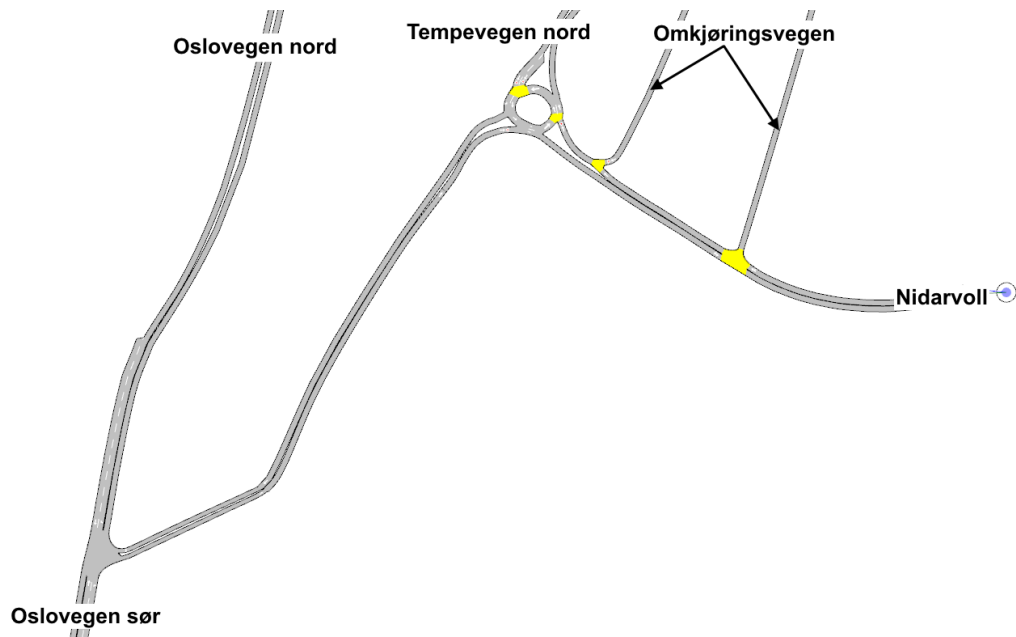 Oslovegen nord
Tempevegen nord
Omkjøringsvegen
Nidarvoll
Oslovegen sør